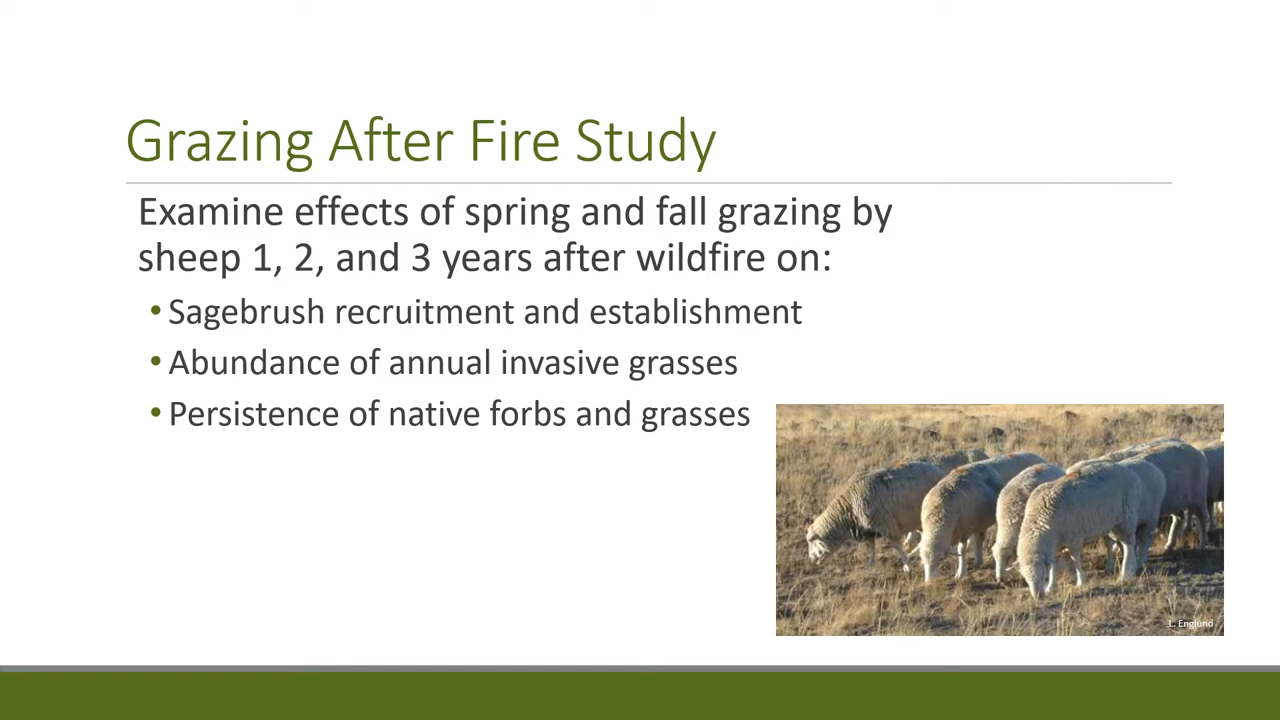 Grazing After Fire Study
Examine effects of spring and fall grazing by
sheep 1, 2, and 3 years after wildfire on:
• Sagebrush recruitment and establishment
• Abundance of annual invasive grasses
• Persistence of native forbs and grasses
L. Englund